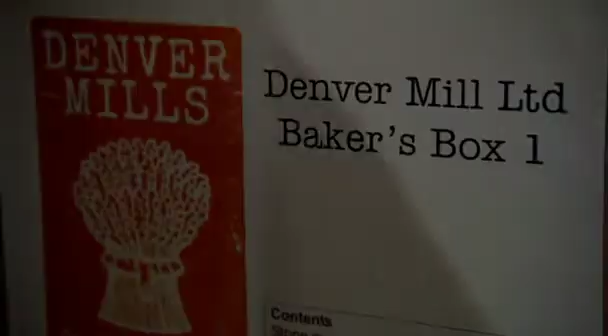 DENVER
MILLS
Denver Mill Ltd
Baker's Box 1
Contents